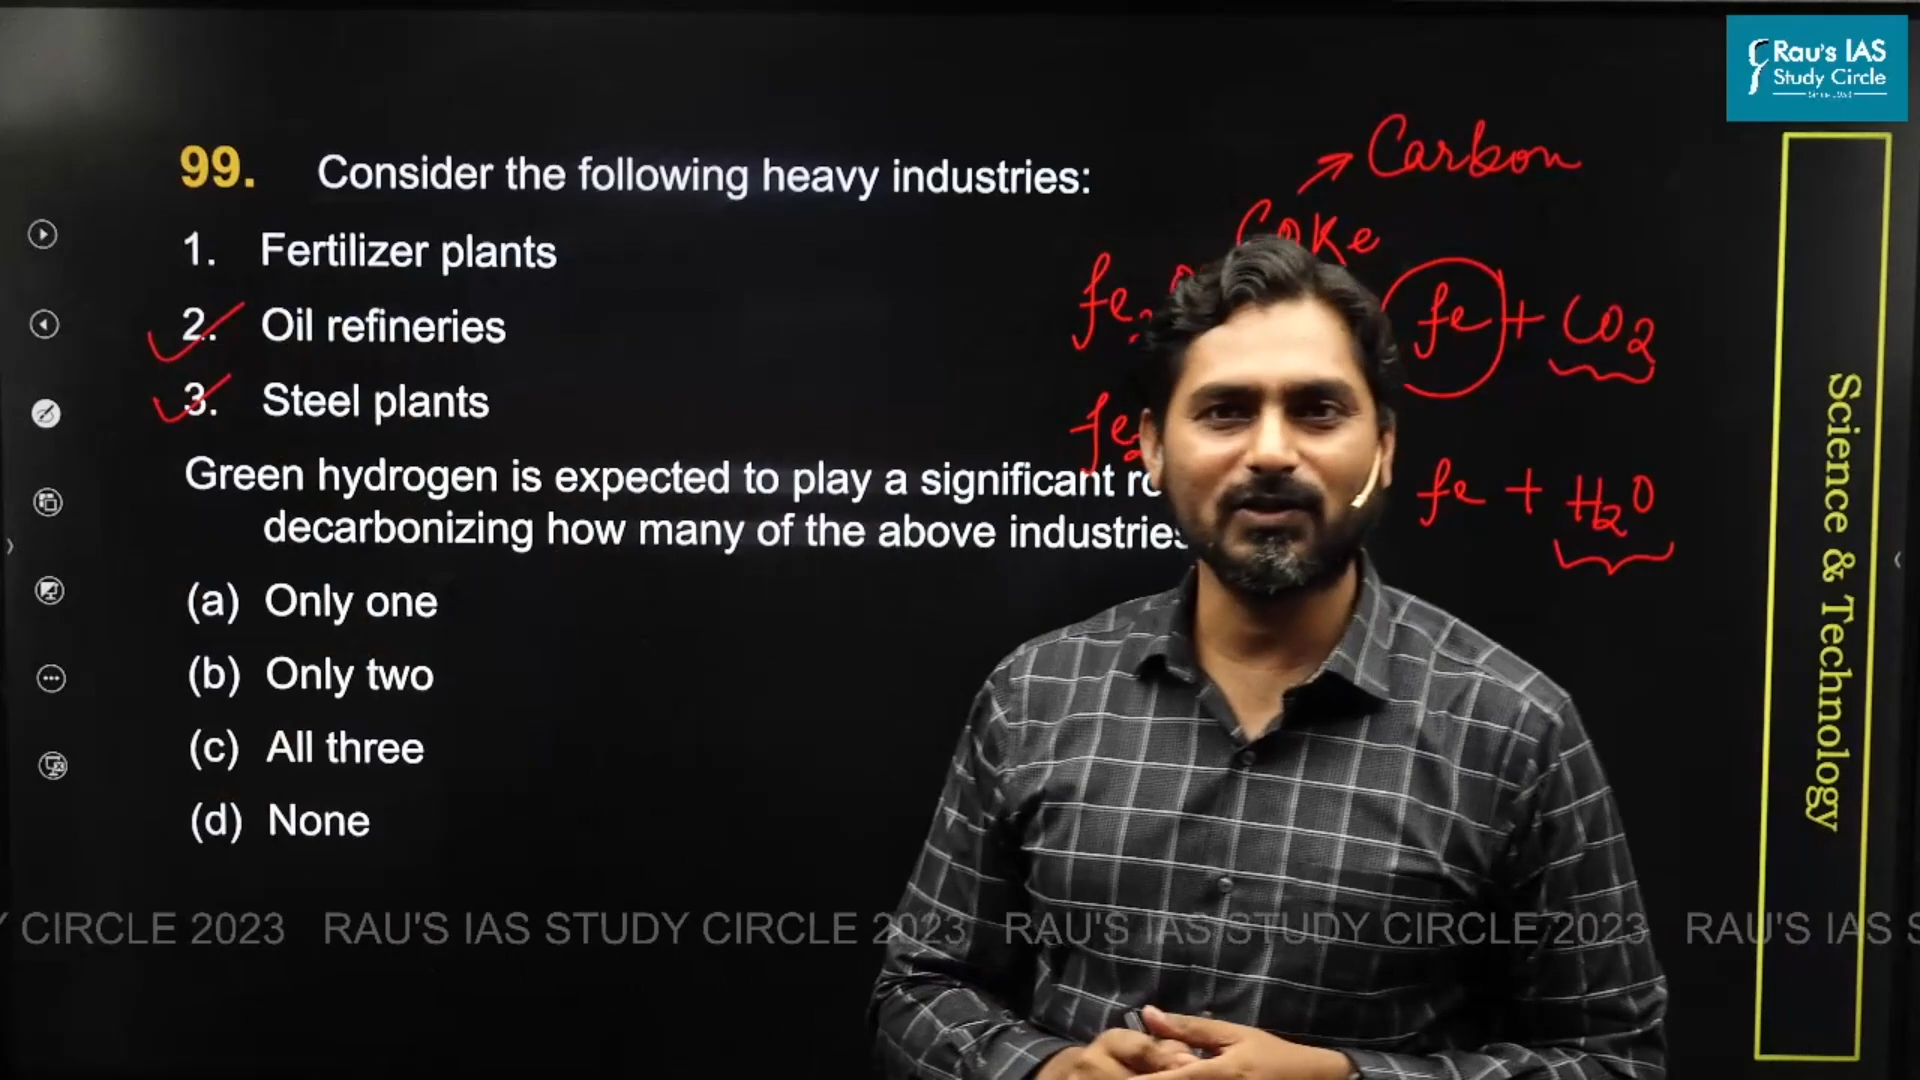 Rau's IAS
Study Circle
99. Consider the following heavy industries:
1. Fertilizer plants
2. Oil refineries
3. Steel plants
Green hydrogen is expected to play a significant
decarbonizing how many of the above industries
(a) Only one
(b) Only two
(c) All three
(d) None
Carbon
Coke
fe + CO2
fe + H2O
Science & Technology
CIRCLE 2023 RAU'S IAS STUDY CIRCLE 2023 RAU'S IAS STUDY CIRCLE 2023 RAU'S IAS S